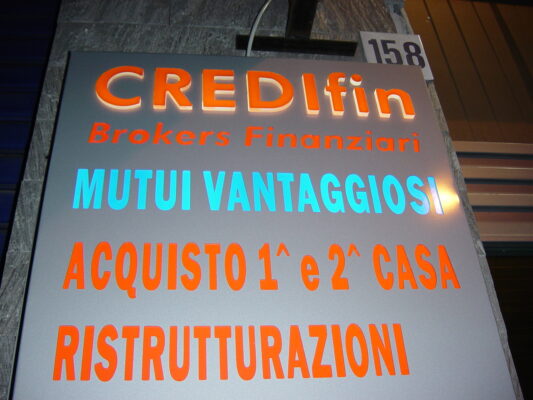 158
CREDIfin
Brokers Finanziari
MUTUI VANTAGGIOSI
ACQUISTO 1^ e 2^ CASA
RISTRUTTURAZIONI